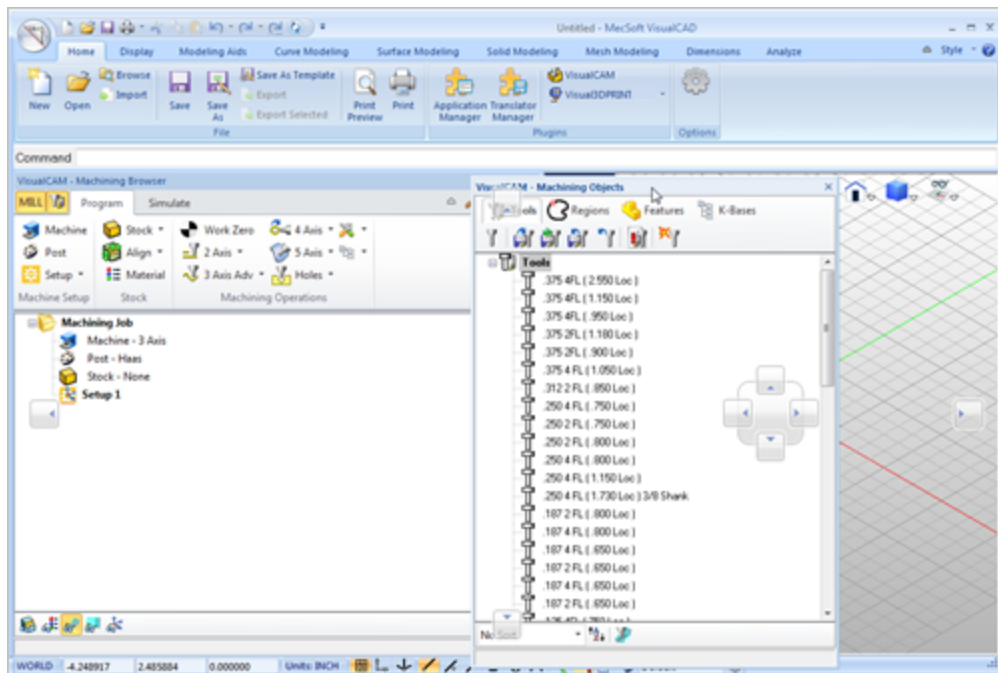 Untitled - MecSoft VisualCAD
Home Display Modeling Aids Curve Modeling Surface Modeling Solid Modeling Mesh Modeling Dimensions Analyze Style
New Open Browse Import Save Save As Save As Template Export Export Selected Print Preview Print Application Manager Translator Manager VisualCAM Visual3DPRINT
File Plugins Options
Command
VisualCAM - Machining Browser
MILL Program Simulate
Machine Stock Work Zero 4 Axis
Post Align 2 Axis 5 Axis
Setup Material 3 Axis Adv Holes
Machine Setup Stock Machining Operations
Machining Job
Machine - 3 Axis
Post - Haas
Stock - None
Setup 1
- Machining Objects
Regions Features K-Bases
Tools
.375 4FL ( 2.550 Loc )
.375 4FL ( 1.150 Loc )
.375 4FL ( .950 Loc )
.375 2FL ( 1.180 Loc )
.375 2FL ( .900 Loc )
.375 4 FL ( 1.050 Loc )
.312 2 FL ( .850 Loc )
.250 4 FL ( .750 Loc )
.250 2 FL ( .750 Loc )
.250 2 FL ( .800 Loc )
.250 4 FL ( .800 Loc )
.250 4 FL ( 1.150 Loc )
.250 4 FL ( 1.730 Loc ) 3/8 Shank
.187 2 FL ( .800 Loc )
.187 4 FL ( .800 Loc )
.187 4 FL ( .650 Loc )
.187 2 FL ( .650 Loc )
.187 4 FL ( .650 Loc )
.187 2 FL ( .650 Loc )
No Sort
WORLD -4.248917 2.485884 0.000000 Units: INCH